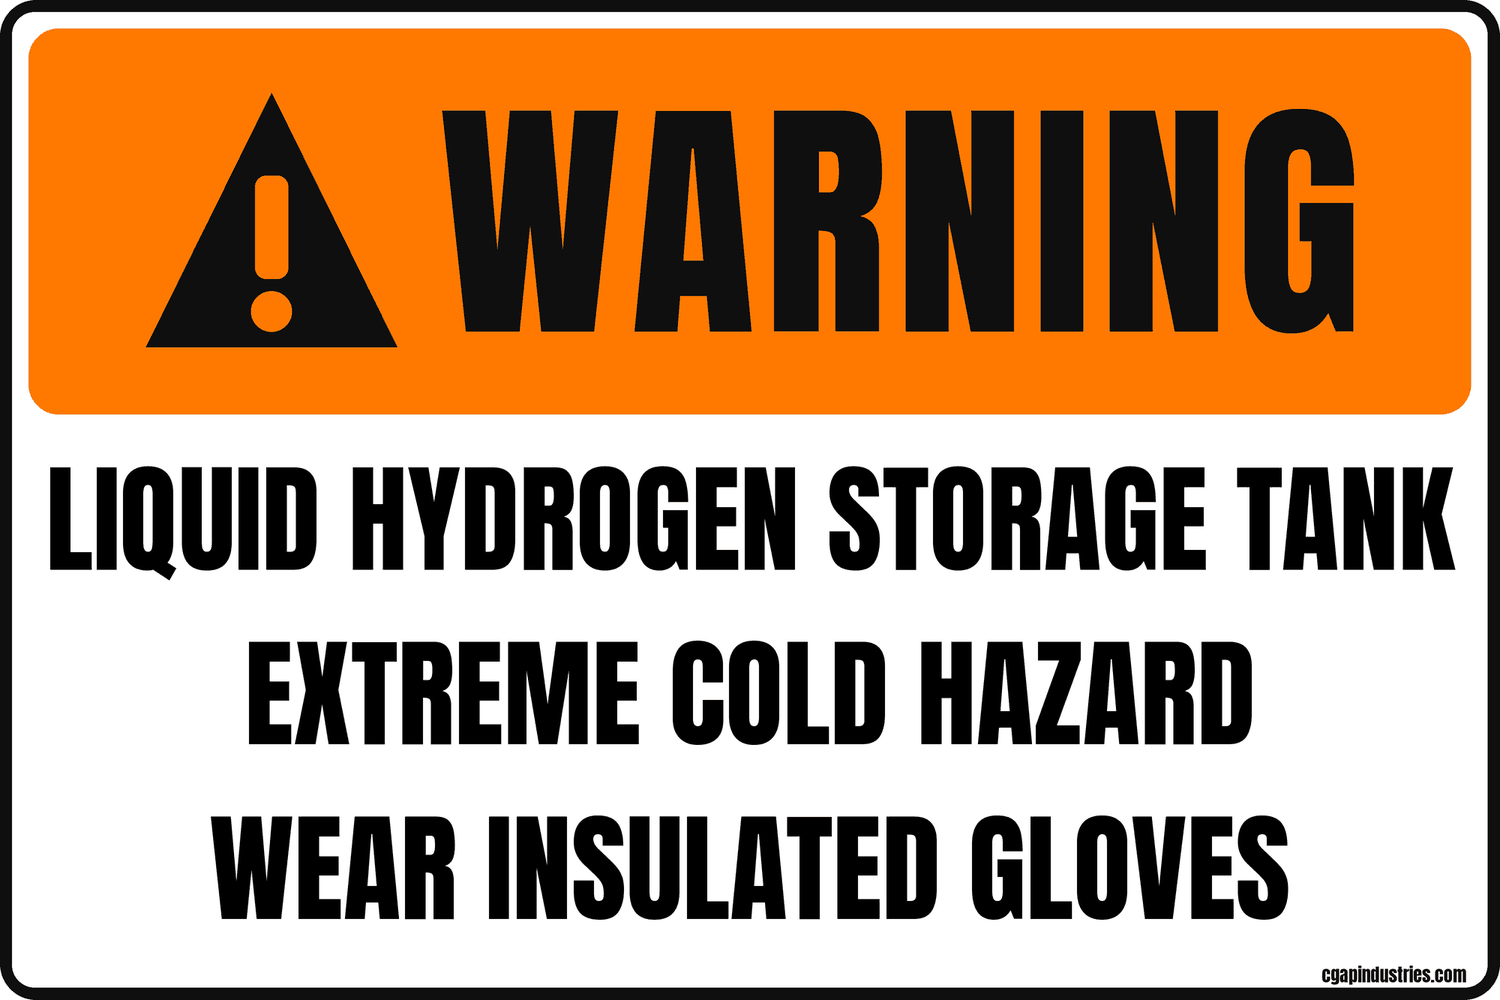 WARNING
LIQUID HYDROGEN STORAGE TANK
EXTREME COLD HAZARD
WEAR INSULATED GLOVES
cgapindustries.com